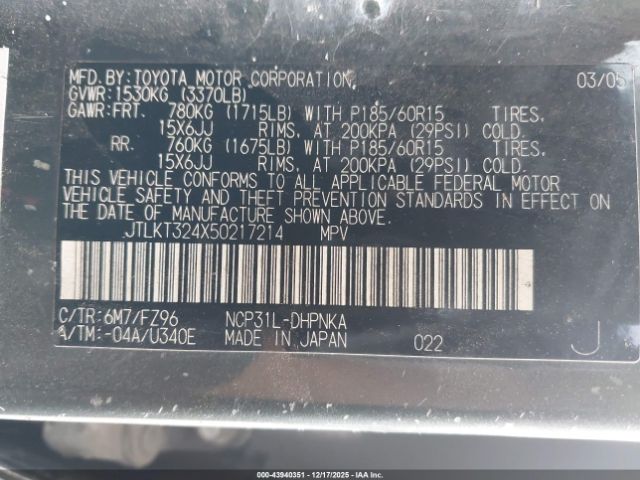 MFD. BY: TOYOTA MOTOR CORPORATION, 03/05
GVWR: 1530KG (3370LB)
GAWR: FRT. 780KG (1715LB) WITH P185/60R15 TIRES,
15X6JJ RIMS, AT 200KPA (29PSI) COLD.
RR. 760KG (1675LB) WITH P185/60R15 TIRES,
15X6JJ RIMS, AT 200KPA (29PSI) COLD.
THIS VEHICLE CONFORMS TO ALL APPLICABLE FEDERAL MOTOR
VEHICLE SAFETY AND THEFT PREVENTION STANDARDS IN EFFECT ON
THE DATE OF MANUFACTURE SHOWN ABOVE.
JTLKT324X50217214 MPV
C/TR: 6M7/FZ96 NCP31L-DHPNKA
A/TM: -04A/U340E MADE IN JAPAN 022 J
000-43940351 - 12/17/2025 - IAAI.com